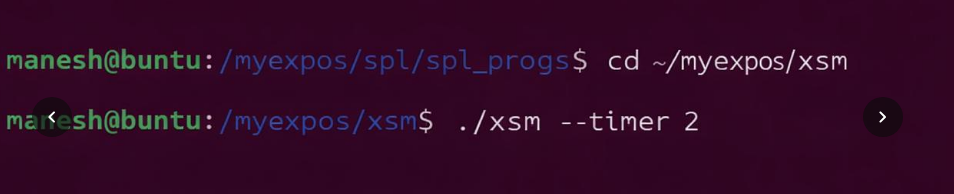 manesh@buntu:/myexpos/spl/spl_progs$ cd ~/myexpos/xsm
manesh@buntu:/myexpos/xsm$ ./xsm --timer 2